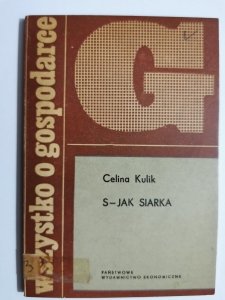 wszystko o gospodarce
G
Celina Kulik
S–JAK SIARKA
PAŃSTWOWE
WYDAWNICTWO EKONOMICZNE